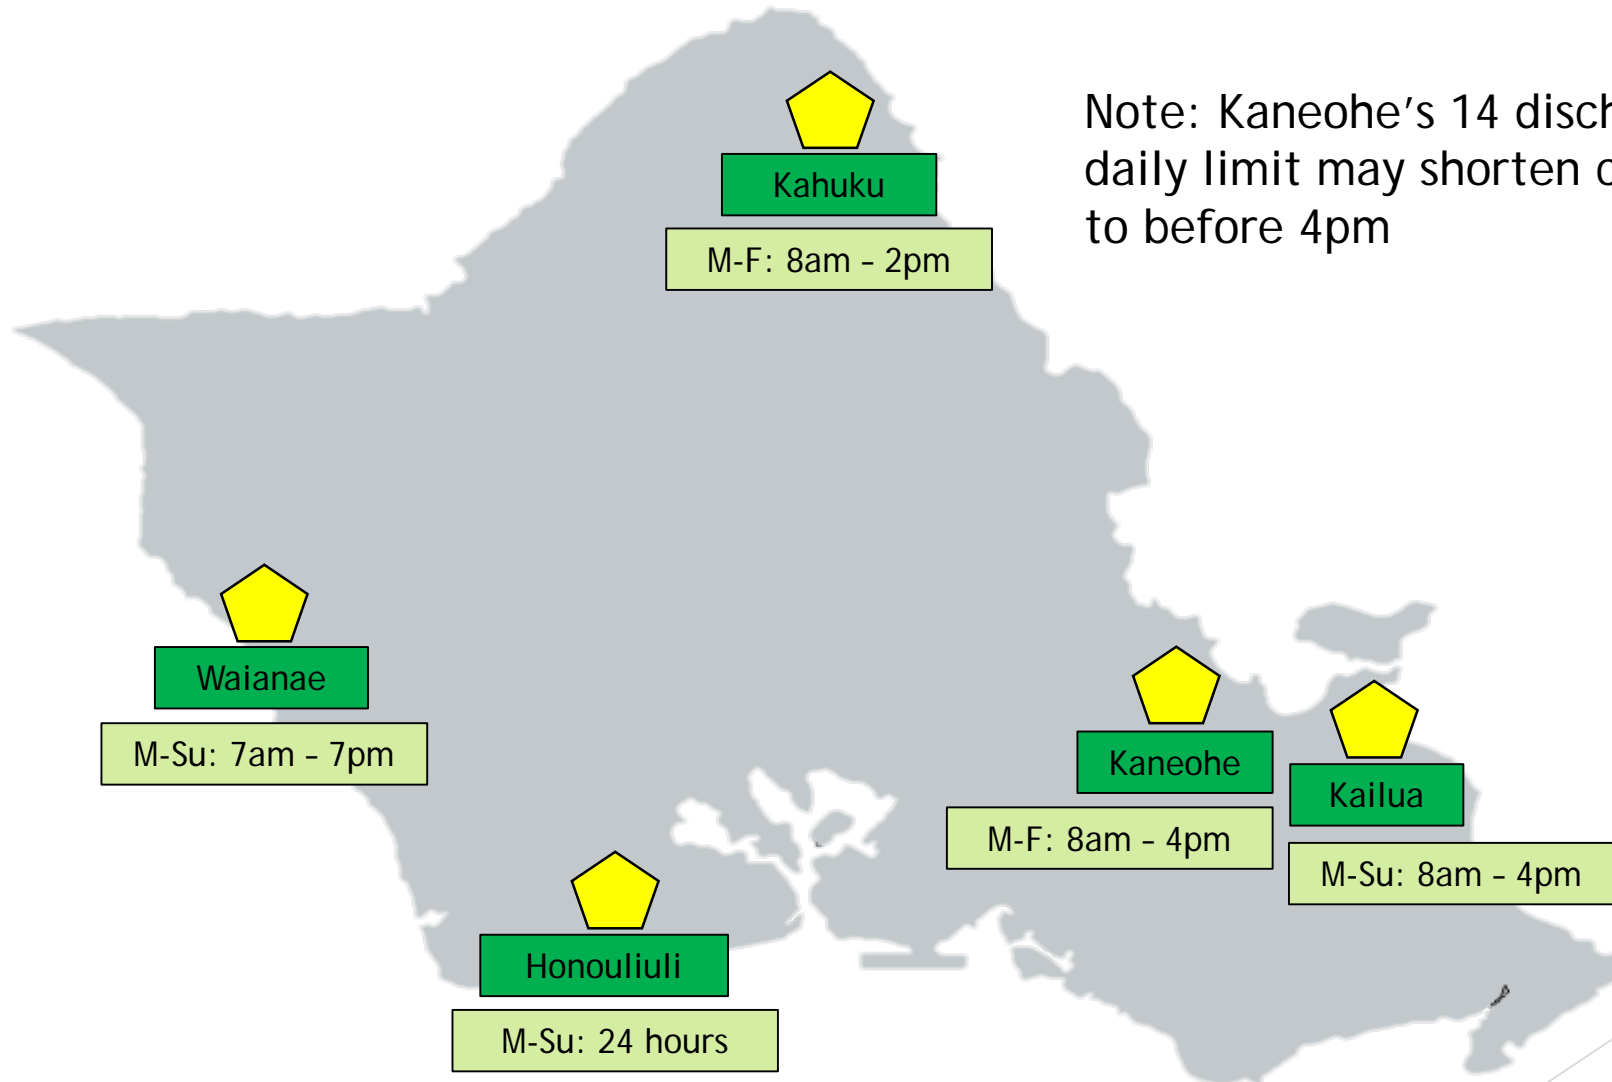 Note: Kaneohe's 14
daily limit may shorten
to before 4pm
Kahuku
M-F: 8am – 2pm
Waianae
M-Su: 7am – 7pm
Kaneohe
M-F: 8am – 4pm
Kailua
M-Su: 8am – 4pm
Honouliuli
M-Su: 24 hours